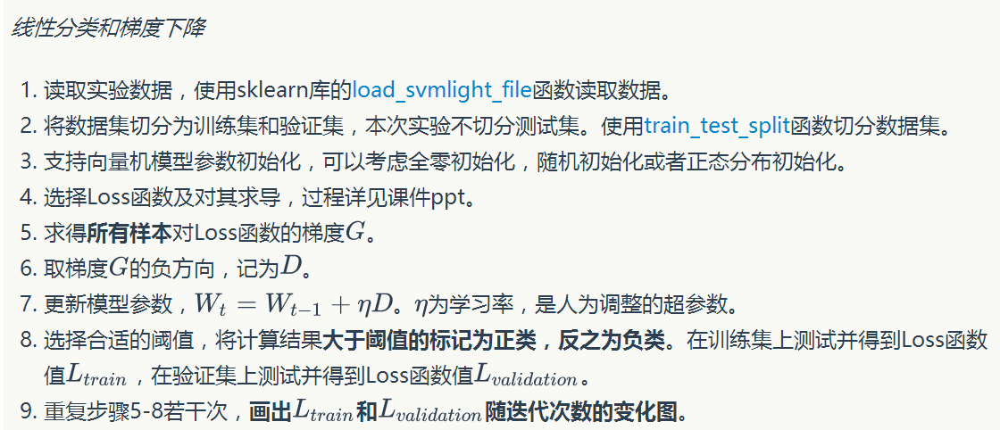 线性分类和梯度下降
1. 读取实验数据，使用sklearn库的load_svmlight_file函数读取数据。
2. 将数据集切分为训练集和验证集，本次实验不切分测试集。使用train_test_split函数切分数据集。
3. 支持向量机模型参数初始化，可以考虑全零初始化，随机初始化或者正态分布初始化。
4. 选择Loss函数及对其求导，过程详见课件ppt。
5. 求得所有样本对Loss函数的梯度G。
6. 取梯度G的负方向，记为D。
7. 更新模型参数，W_t = W_{t-1} + ηD。η为学习率，是人为调整的超参数。
8. 选择合适的阈值，将计算结果大于阈值的标记为正类，反之为负类。在训练集上测试并得到Loss函数
值L_{train}，在验证集上测试并得到Loss函数值L_{validation}。
9. 重复步骤5-8若干次，画出L_{train}和L_{validation}随迭代次数的变化图。